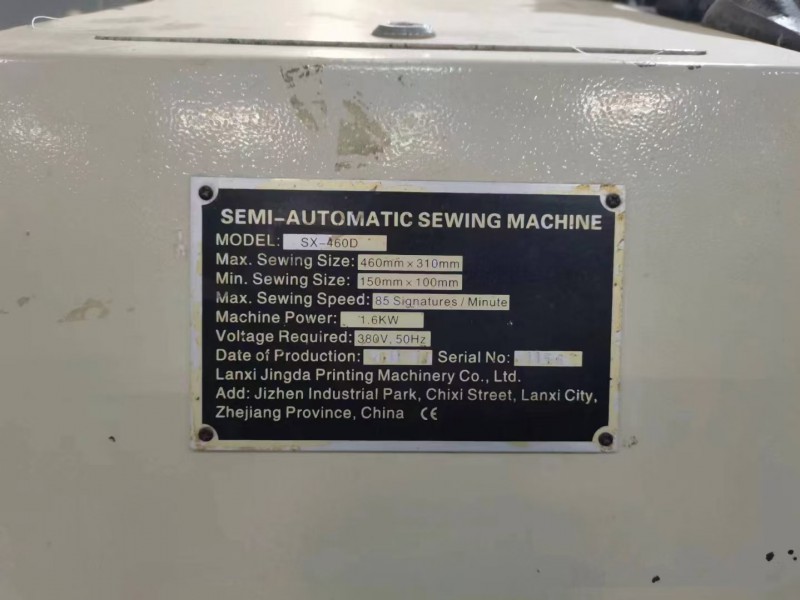 SEMI-AUTOMATIC SEWING MACHINE
MODEL: SX-460D
Max. Sewing Size: 460mm×310mm
Min. Sewing Size: 150mm×100mm
Max. Sewing Speed: 85 Signatures / Minute
Machine Power: 1.6KW
Voltage Required: 380V, 50Hz
Date of Production: Serial No:
Lanxi Jingda Printing Machinery Co., Ltd.
Add: Jizhen Industrial Park, Chixi Street, Lanxi City,
Zhejiang Province, China CE